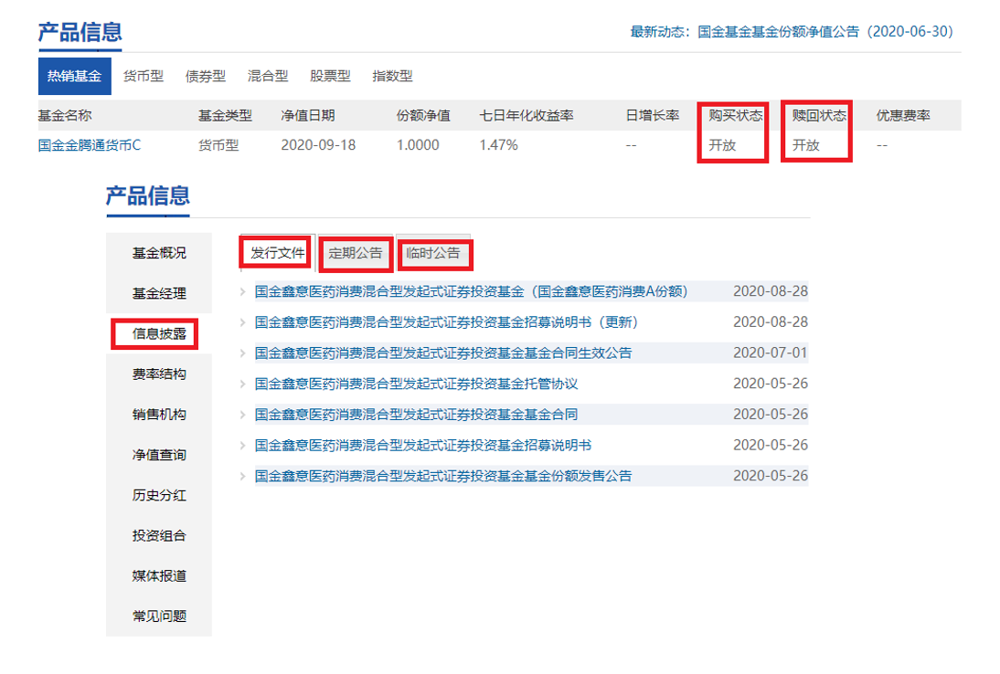 产品信息
最新动态：国金基金基金份额净值公告（2020-06-30）
热销基金 货币型 债券型 混合型 股票型 指数型
基金名称 基金类型 净值日期 份额净值 七日年化收益率 日增长率 购买状态 赎回状态 优惠费率
国金金腾通货币C 货币型 2020-09-18 1.0000 1.47% -- 开放 开放 --
产品信息
基金概况
基金经理
信息披露
费率结构
销售机构
净值查询
历史分红
投资组合
媒体报道
常见问题
发行文件 定期公告 临时公告
国金鑫意医药消费混合型发起式证券投资基金（国金鑫意医药消费A份额） 2020-08-28
国金鑫意医药消费混合型发起式证券投资基金招募说明书（更新） 2020-08-28
国金鑫意医药消费混合型发起式证券投资基金基金合同生效公告 2020-07-01
国金鑫意医药消费混合型发起式证券投资基金托管协议 2020-05-26
国金鑫意医药消费混合型发起式证券投资基金基金合同 2020-05-26
国金鑫意医药消费混合型发起式证券投资基金招募说明书 2020-05-26
国金鑫意医药消费混合型发起式证券投资基金基金份额发售公告 2020-05-26